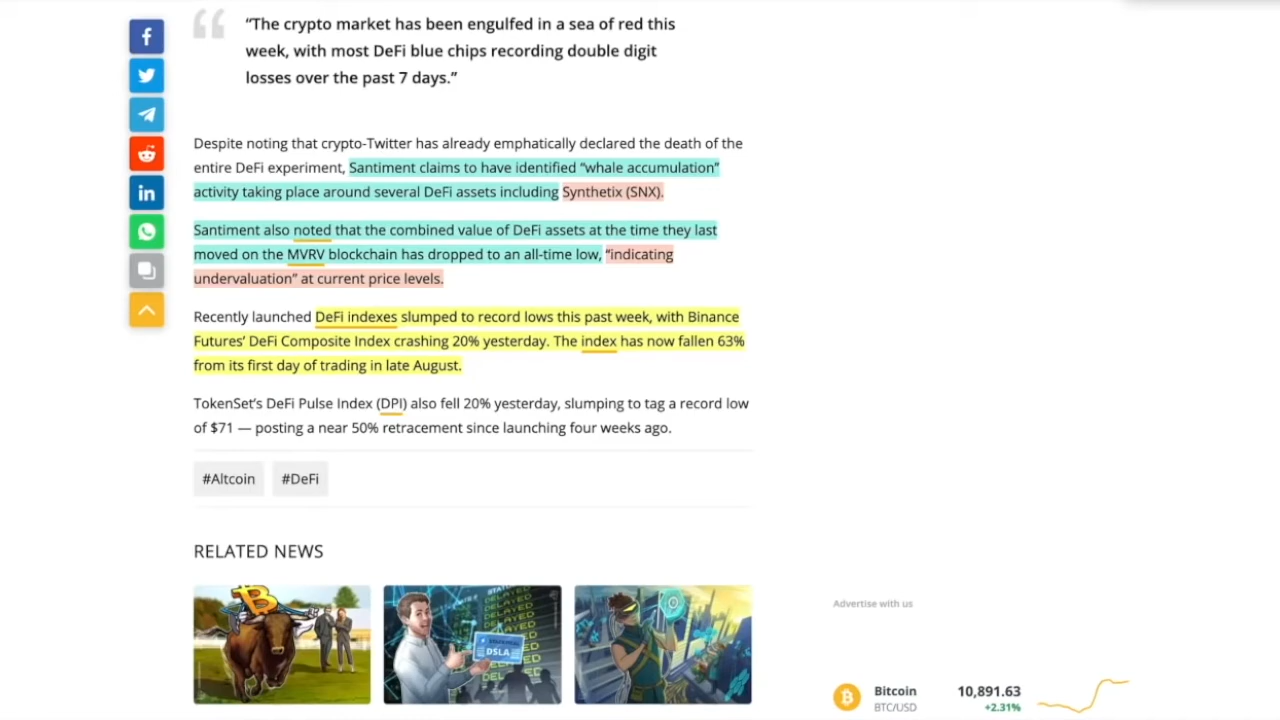 “The crypto market has been engulfed in a sea of red this
week, with most DeFi blue chips recording double digit
losses over the past 7 days.”
Despite noting that crypto-Twitter has already emphatically declared the death of the
entire DeFi experiment, Santiment claims to have identified “whale accumulation”
activity taking place around several DeFi assets including Synthetix (SNX).
Santiment also noted that the combined value of DeFi assets at the time they last
moved on the MVRV blockchain has dropped to an all-time low, “indicating
undervaluation” at current price levels.
Recently launched DeFi indexes slumped to record lows this past week, with Binance
Futures’ DeFi Composite Index crashing 20% yesterday. The index has now fallen 63%
from its first day of trading in late August.
TokenSet’s DeFi Pulse Index (DPI) also fell 20% yesterday, slumping to tag a record low
of $71 — posting a near 50% retracement since launching four weeks ago.
#Altcoin #DeFi
RELATED NEWS
DELAYED
DELAYED
DELAYED
DELAYED
DSLA
Advertise with us
Bitcoin 10,891.63
BTC/USD +2.31%